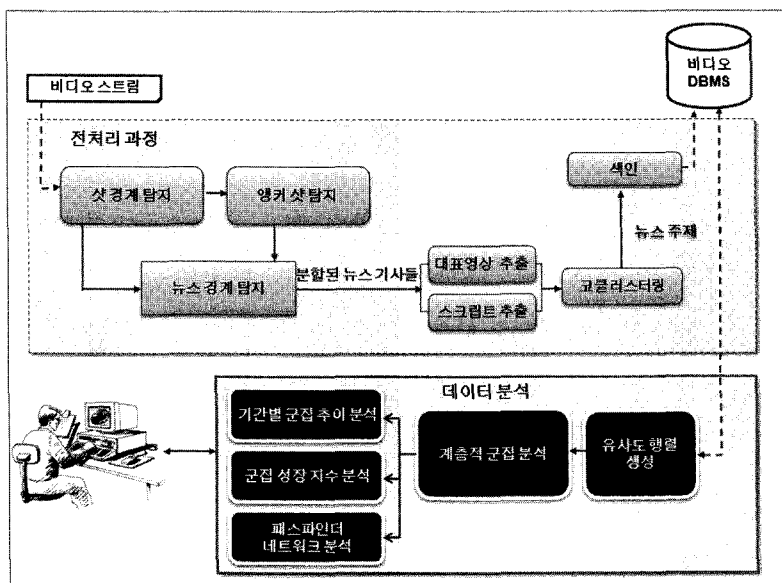 비디오
DBMS
비디오 스트림
전처리 과정
샷 경계 탐지
앵커 샷 탐지
색인
뉴스 주제
뉴스 경계 탐지
분할된 뉴스 기사들
대표영상 추출
스크립트 추출
코클러스터링
데이터 분석
기간별 군집 추이 분석
군집 성장 지수 분석
패스파인더
네트워크 분석
계층적 군집 분석
유사도 행렬
생성